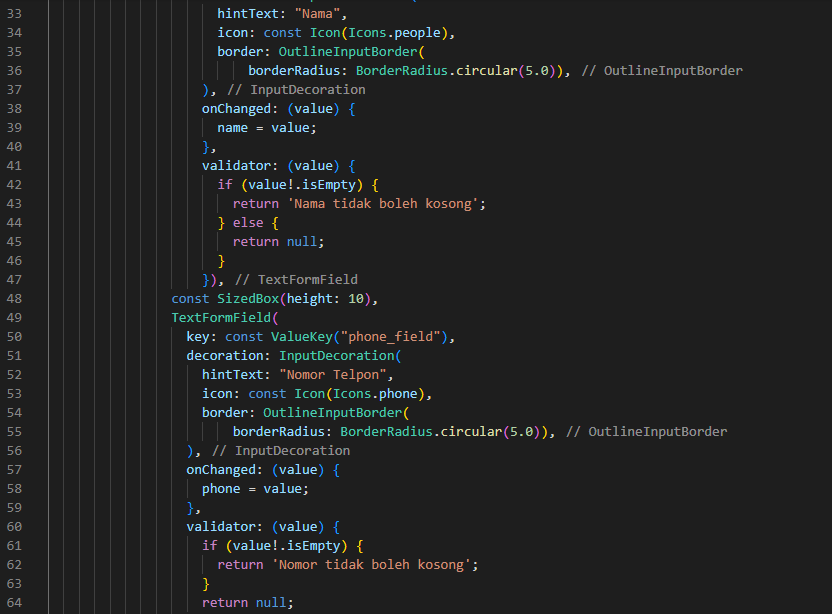 33 hintText: "Nama",
34 icon: const Icon(Icons.people),
35 border: OutlineInputBorder(
36 borderRadius: BorderRadius.circular(5.0)), // OutlineInputBorder
37 ), // InputDecoration
38 onChanged: (value) {
39 name = value;
40 },
41 validator: (value) {
42 if (value!.isEmpty) {
43 return 'Nama tidak boleh kosong';
44 } else {
45 return null;
46 }
47 }), // TextFormField
48 const SizedBox(height: 10),
49 TextFormField(
50 key: const ValueKey("phone_field"),
51 decoration: InputDecoration(
52 hintText: "Nomor Telpon",
53 icon: const Icon(Icons.phone),
54 border: OutlineInputBorder(
55 borderRadius: BorderRadius.circular(5.0)), // OutlineInputBorder
56 ), // InputDecoration
57 onChanged: (value) {
58 phone = value;
59 },
60 validator: (value) {
61 if (value!.isEmpty) {
62 return 'Nomor tidak boleh kosong';
63 }
64 return null;